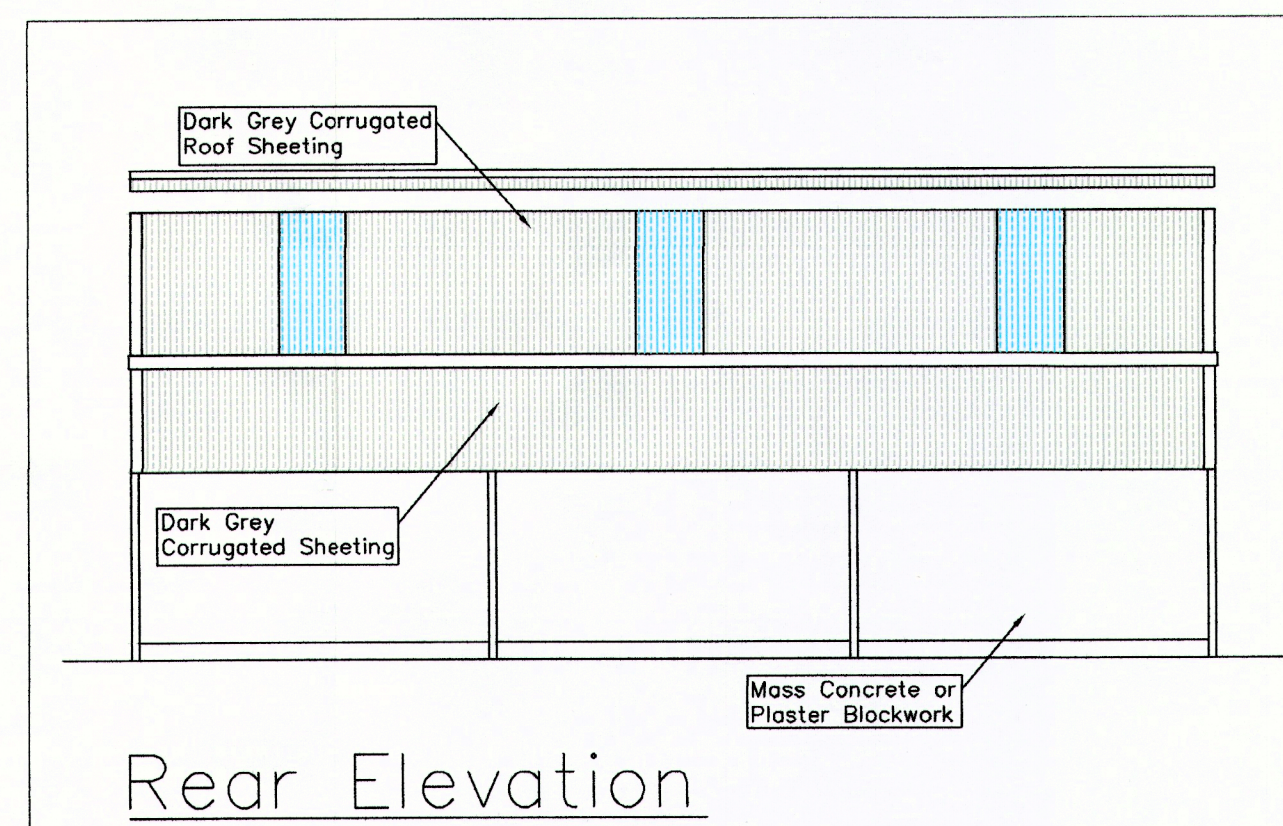 Dark Grey Corrugated
Roof Sheeting
Dark Grey
Corrugated Sheeting
Mass Concrete or
Plaster Blockwork
Rear Elevation